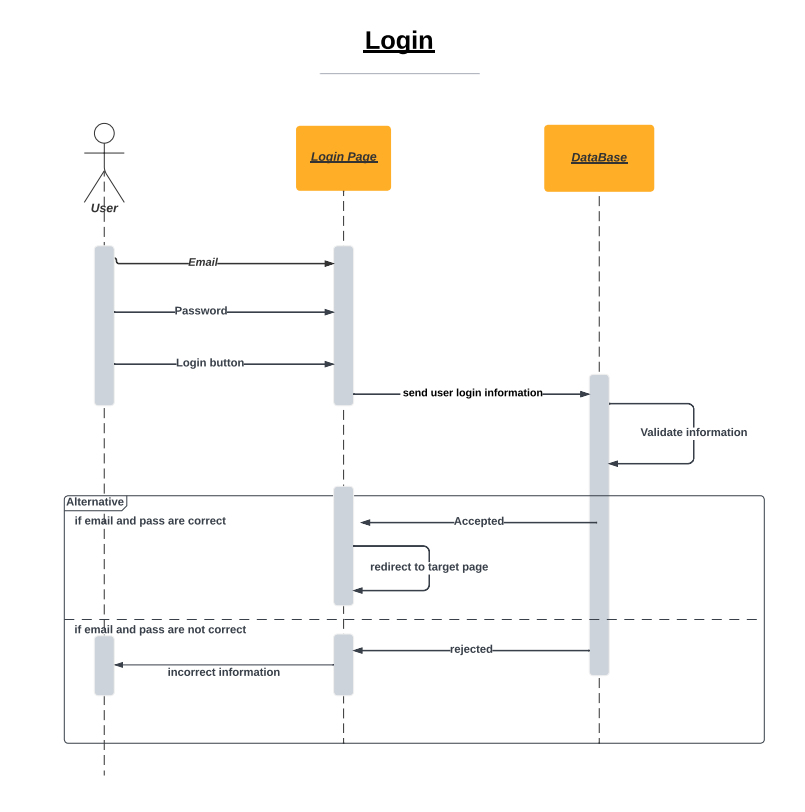 Login
Login Page
DataBase
User
Email
Password
Login button
send user login information
Validate information
Alternative
if email and pass are correct
Accepted
redirect to target page
if email and pass are not correct
rejected
incorrect information